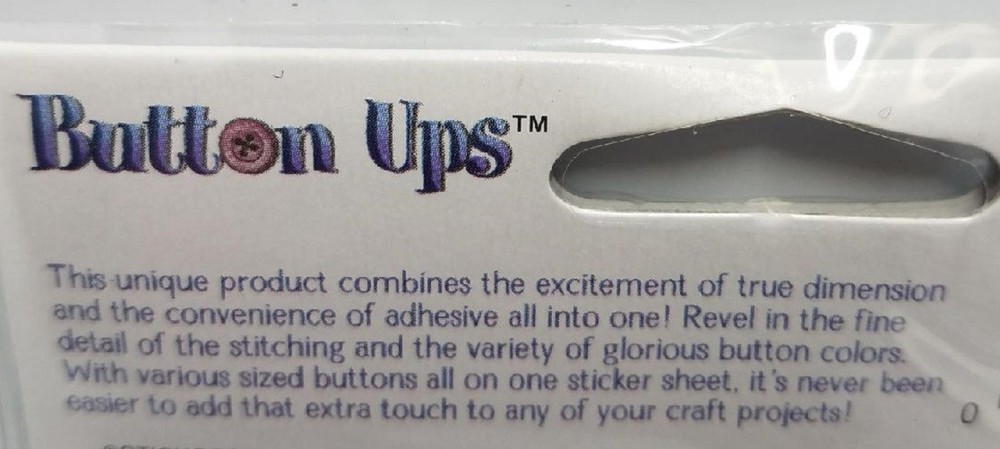 Button Ups™
This unique product combines the excitement of true dimension
and the convenience of adhesive all into one! Revel in the fine
detail of the stitching and the variety of glorious button colors.
With various sized buttons all on one sticker sheet, it's never been
easier to add that extra touch to any of your craft projects!
0